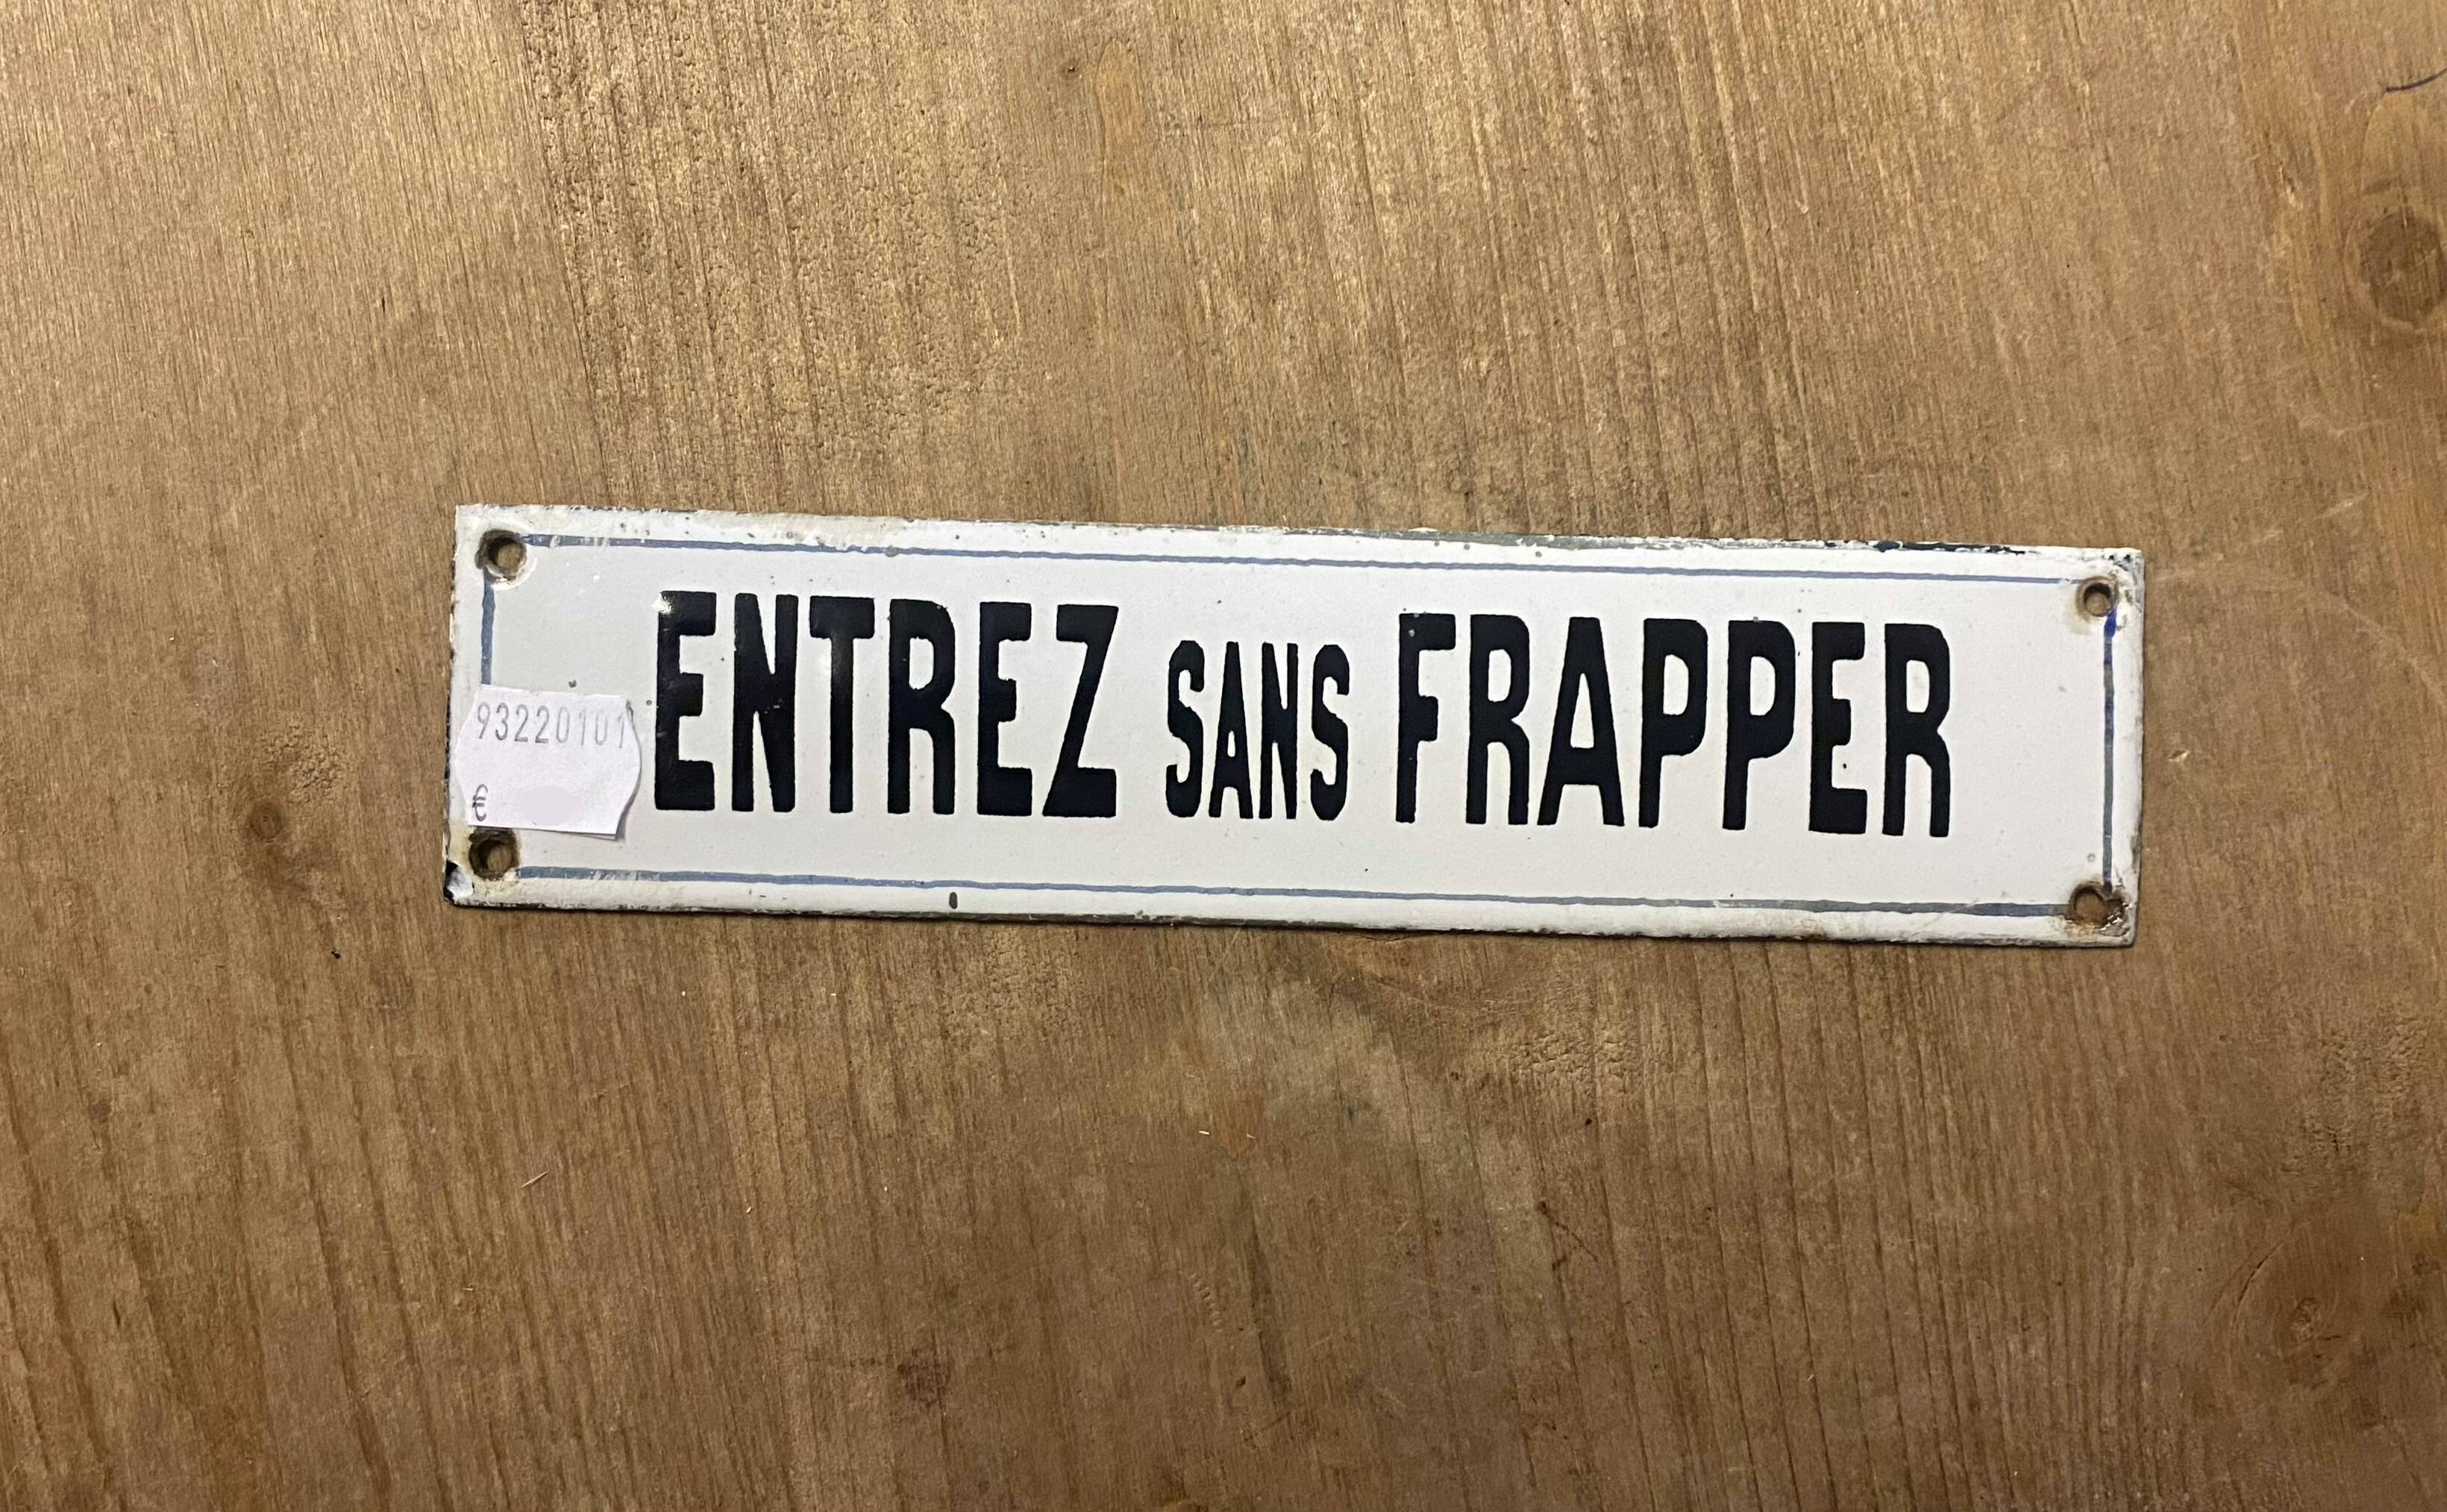 ENTREZ SANS FRAPPER
93220101
€